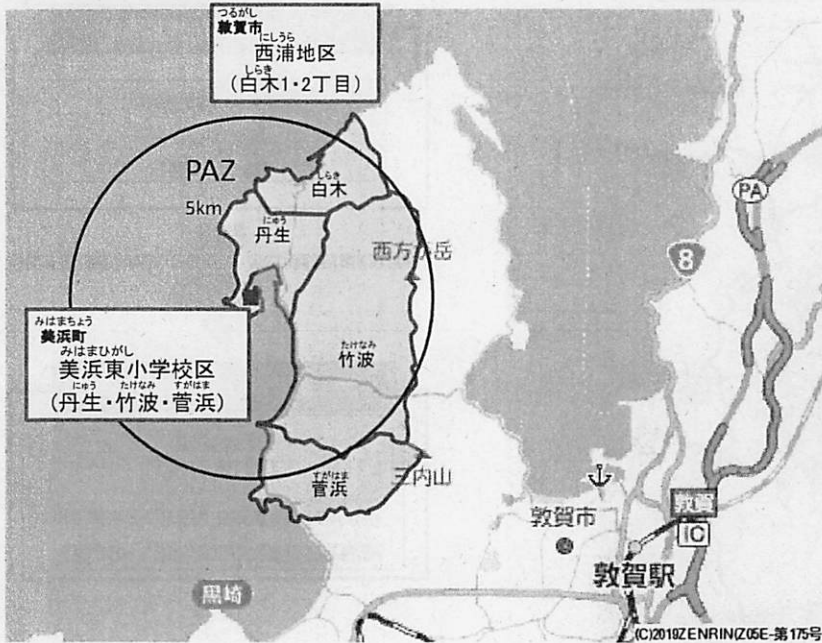 つるがし
敦賀市
にしうら
西浦地区
しらき
(白木1・2丁目)
PAZ
5km
しらき
白木
にゅう
丹生
西方が岳
PA
8
みはまちょう
美浜町
みはまひがし
美浜東小学校区
にゅう たけなみ すがはま
(丹生・竹波・菅浜)
たけなみ
竹波
すがはま
菅浜
三内山
敦賀市
敦賀
IC
敦賀駅
黒崎
(C)2019ZENRIN(Z05E-第175号